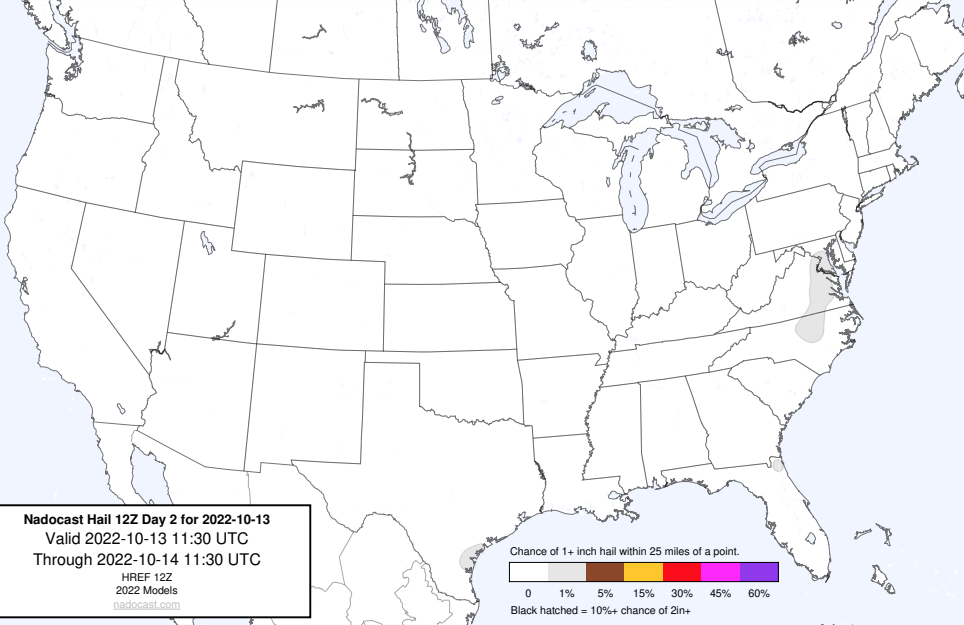 Nadocast Hail 12Z Day 2 for 2022-10-13
Valid 2022-10-13 11:30 UTC
Through 2022-10-14 11:30 UTC
HREF 12Z
2022 Models
nadocast.com
Chance of 1+ inch hail within 25 miles of a point.
0 1% 5% 15% 30% 45% 60%
Black hatched = 10%+ chance of 2in+